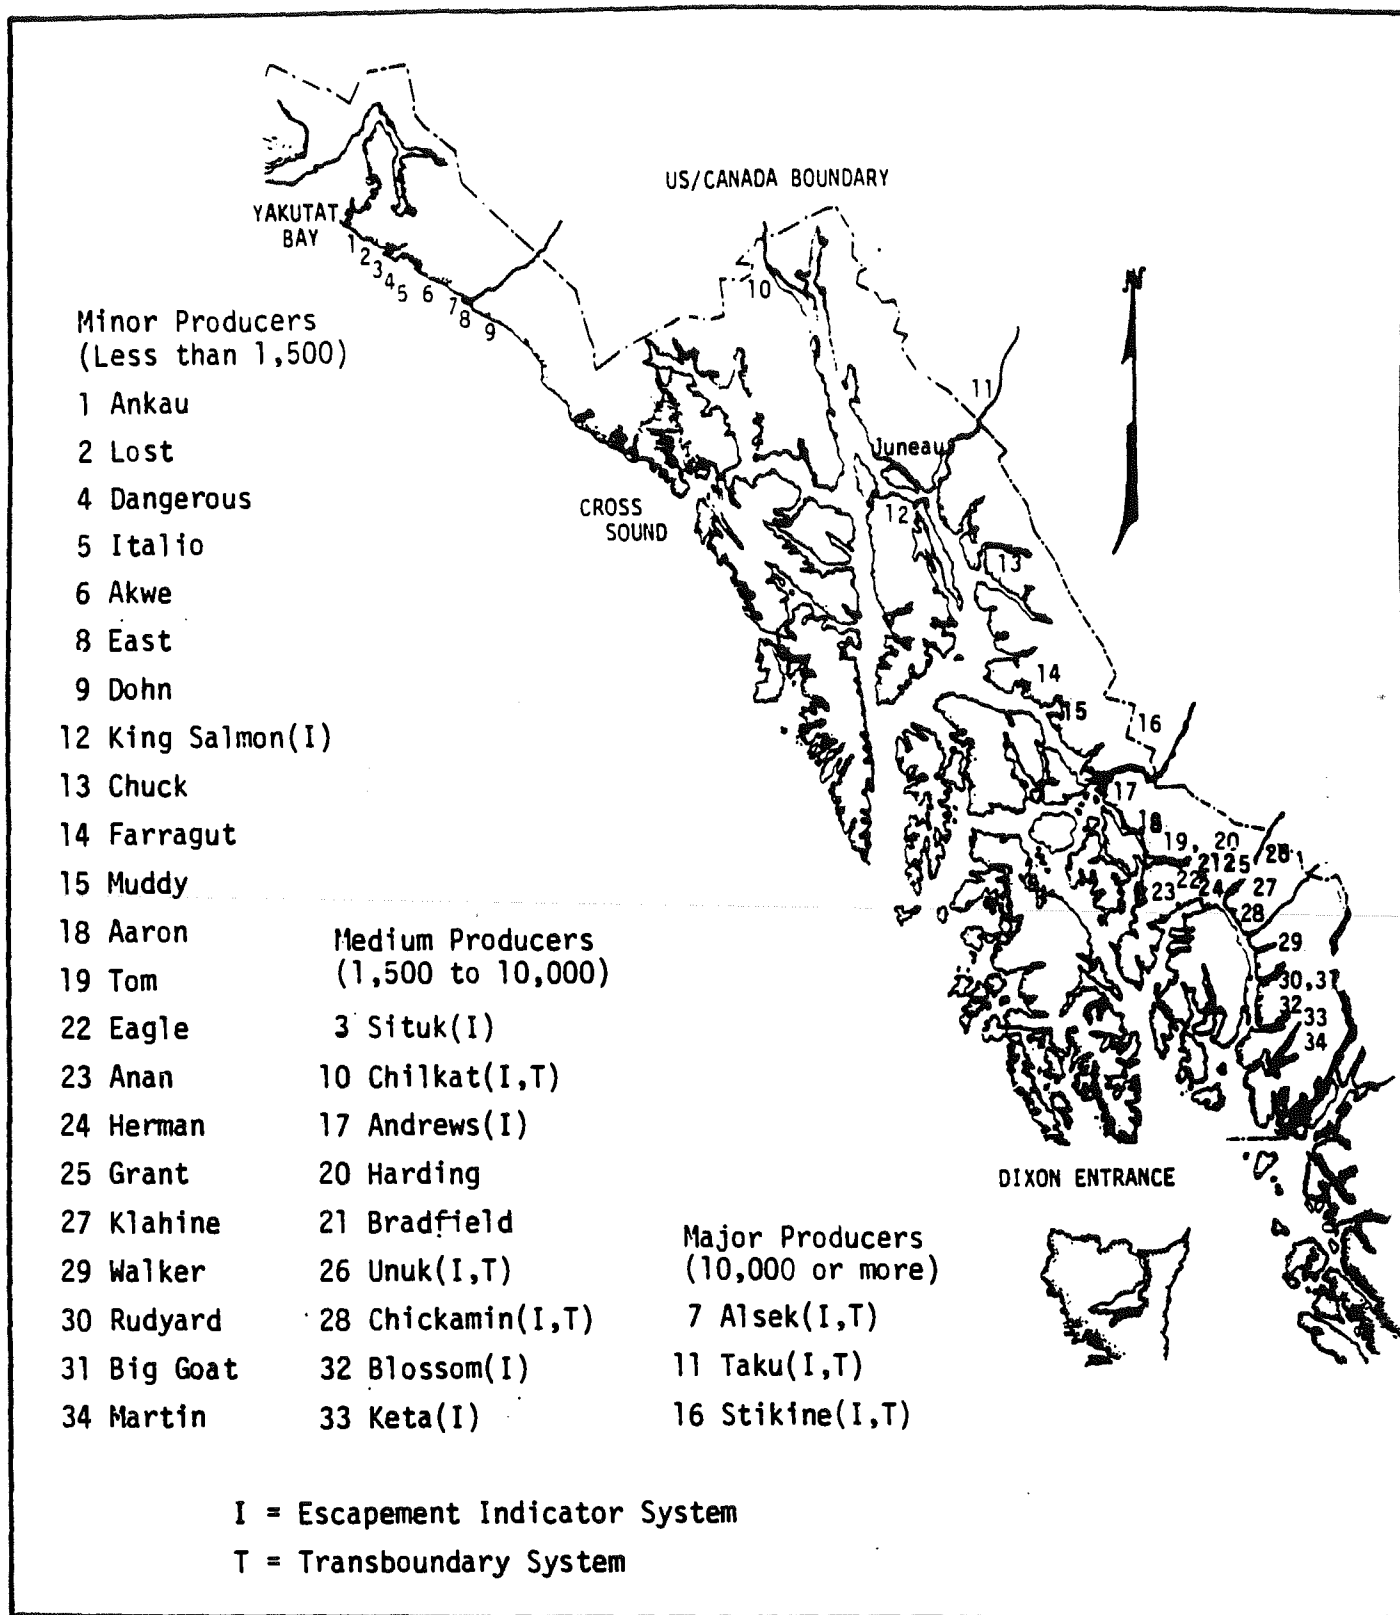 US/CANADA BOUNDARY
YAKUTAT
BAY
1
2
3
4
5
6
7
8
9
10
N
11
Juneau
CROSS
SOUND
12
13
14
15
16
17
18
19, 20
21 25 26
22 24 27
23
28
29
30,31
32
33
34
DIXON ENTRANCE
Minor Producers
(Less than 1,500)
1 Ankau
2 Lost
4 Dangerous
5 Italio
6 Akwe
8 East
9 Dohn
12 King Salmon(I)
13 Chuck
14 Farragut
15 Muddy
18 Aaron
19 Tom
22 Eagle
23 Anan
24 Herman
25 Grant
27 Klahine
29 Walker
30 Rudyard
31 Big Goat
34 Martin
Medium Producers
(1,500 to 10,000)
3 Situk(I)
10 Chilkat(I,T)
17 Andrews(I)
20 Harding
21 Bradfield
26 Unuk(I,T)
28 Chickamin(I,T)
32 Blossom(I)
33 Keta(I)
Major Producers
(10,000 or more)
7 Alsek(I,T)
11 Taku(I,T)
16 Stikine(I,T)
I = Escapement Indicator System
T = Transboundary System